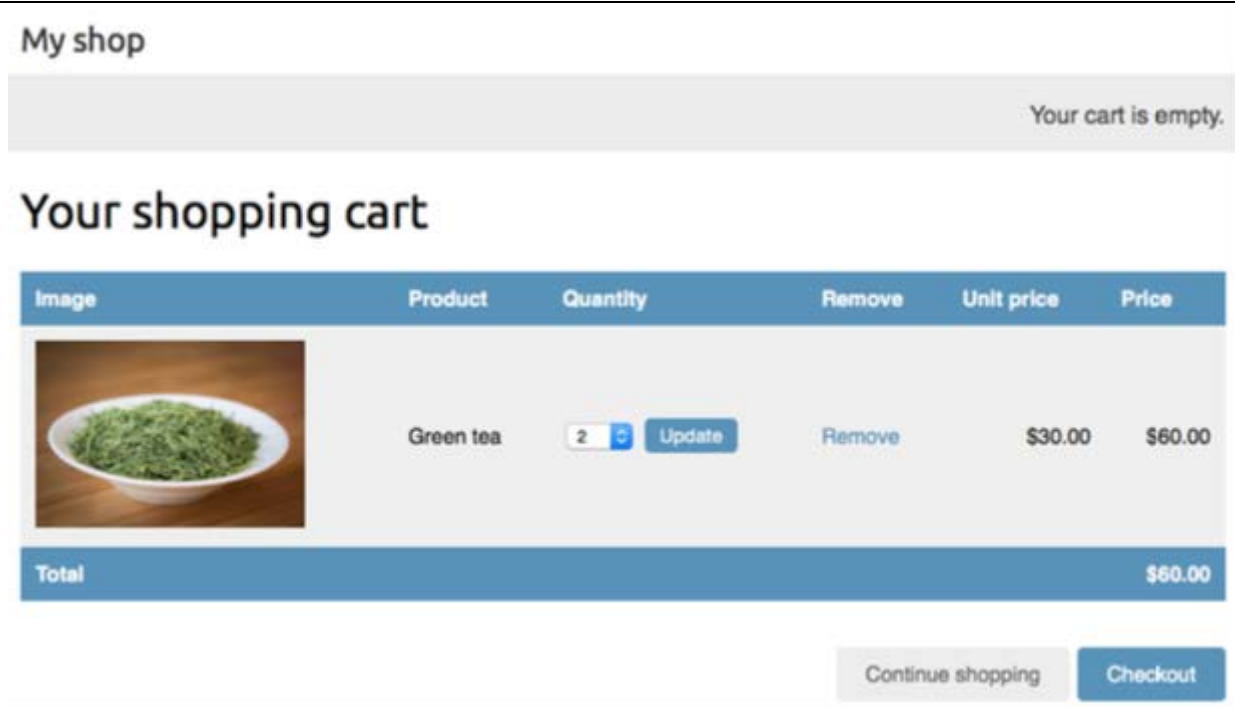 My shop
Your cart is empty.
Your shopping cart
Image Product Quantity Remove Unit price Price
Green tea 2 Update Remove $30.00 $60.00
Total $60.00
Continue shopping Checkout